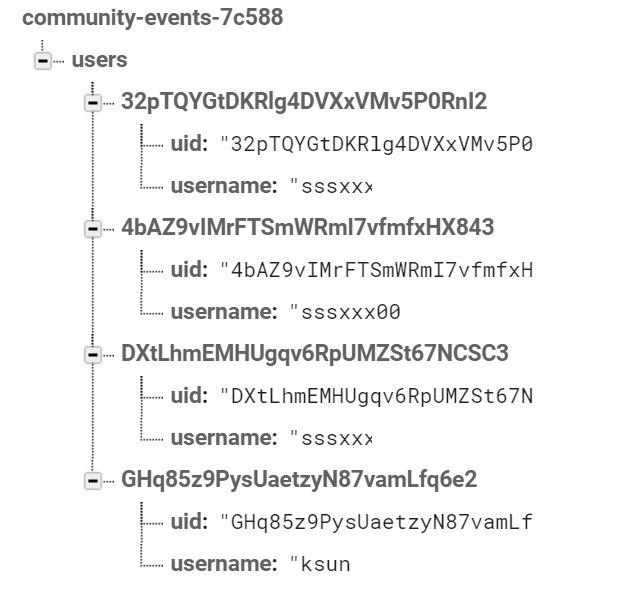 community-events-7c588
users
32pTQYGtDKRlg4DVXxVMv5P0RnI2
uid: "32pTQYGtDKRlg4DVXxVMv5P0
username: "sssxxx
4bAZ9vIMrFTSmWRmI7vfmfxHX843
uid: "4bAZ9vIMrFTSmWRmI7vfmfxH
username: "sssxxx00
DXtLhmEMHUgqv6RpUMZSt67NCSC3
uid: "DXtLhmEMHUgqv6RpUMZSt67N
username: "sssxxx
GHq85z9PysUaetzyN87vamLfq6e2
uid: "GHq85z9PysUaetzyN87vamLf
username: "ksun